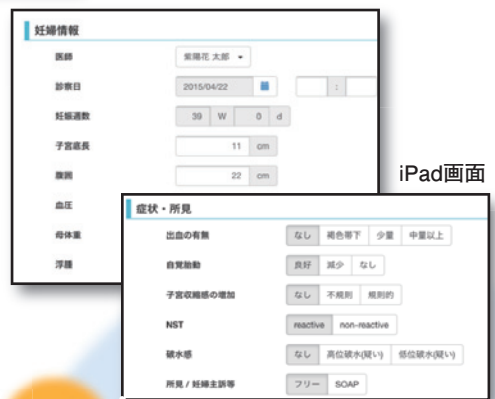 妊婦情報
医師 紫陽花 太郎
診察日 2015/04/22 :
妊娠週数 39 W 0 d
子宮底長 11 cm
腹囲 22 cm
血圧
母体重
浮腫
iPad画面
症状・所見
出血の有無 なし 褐色帯下 少量 中量以上
自覚胎動 良好 減少 なし
子宮収縮感の増加 なし 不規則 規則的
NST reactive non-reactive
破水感 なし 高位破水(疑い) 低位破水(疑い)
所見 / 妊婦主訴等 フリー SOAP